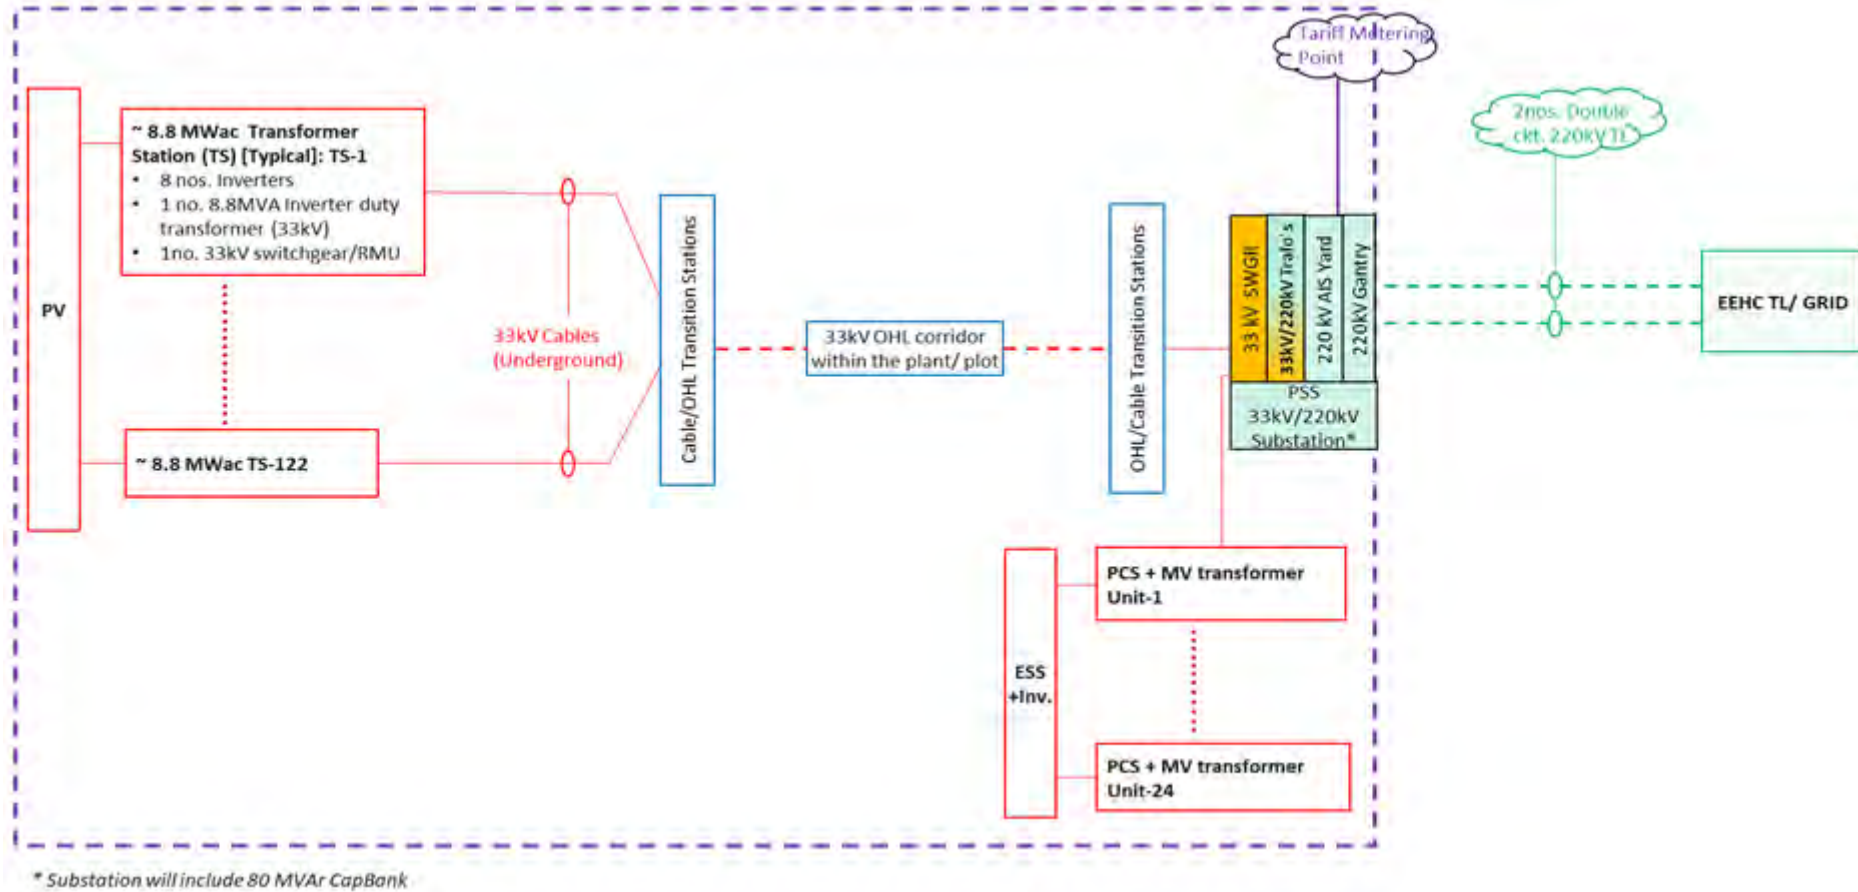 Tariff Metering
Point
2nos. Double
ckt. 220kV TL
~ 8.8 MWac Transformer
Station (TS) [Typical]: TS-1
• 8 nos. Inverters
• 1 no. 8.8MVA Inverter duty
transformer (33kV)
• 1no. 33kV switchgear/RMU
PV
33kV Cables
(Underground)
Cable/OHL Transition Stations
33kV OHL corridor
within the plant/ plot
OHL/Cable Transition Stations
33 kV SWGR
33kV/220kV Trafo's
220 kV AIS Yard
220kV Gantry
PSS
33kV/220kV
Substation*
EEHC TL/ GRID
~ 8.8 MWac TS-122
ESS
+Inv.
PCS + MV transformer
Unit-1
PCS + MV transformer
Unit-24
* Substation will include 80 MVAr CapBank